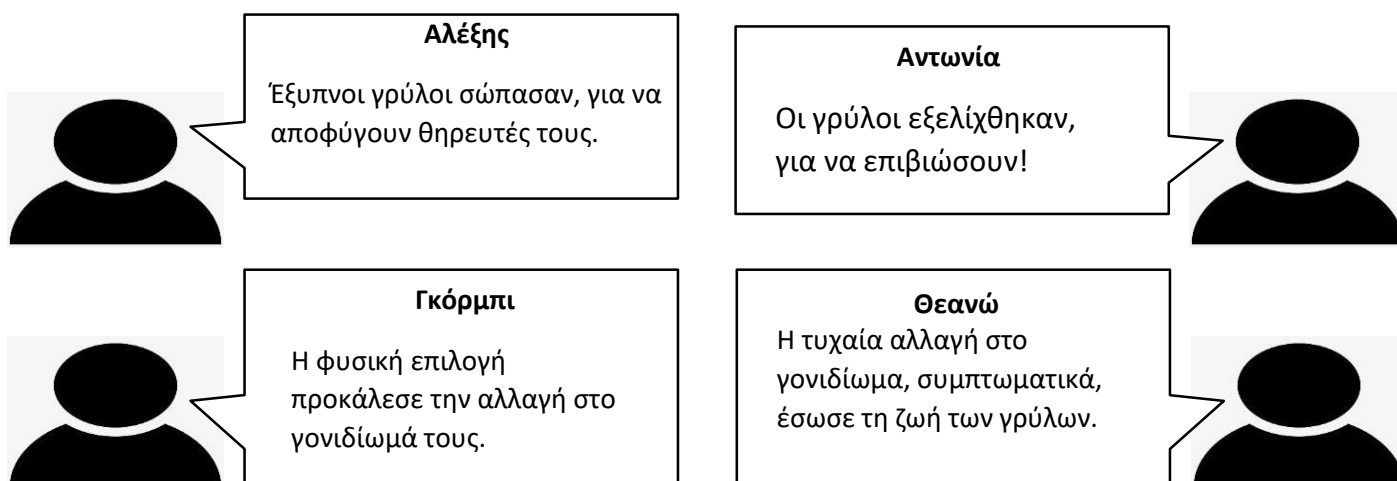 Αλέξης
Έξυπνοι γρύλοι σώπασαν, για να
αποφύγουν θηρευτές τους.
Αντωνία
Οι γρύλοι εξελίχθηκαν,
για να επιβιώσουν!
Γκόρμπι
Η φυσική επιλογή
προκάλεσε την αλλαγή στο
γονιδίωμά τους.
Θεανώ
Η τυχαία αλλαγή στο
γονιδίωμα, συμπτωματικά,
έσωσε τη ζωή των γρύλων.